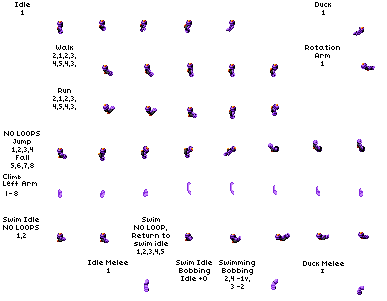 Idle
1
Duck
1
Walk
2,1,2,3,
4,5,4,3,
Rotation
Arm
1
Run
2,1,2,3,
4,5,4,3,
NO LOOPS
Jump
1,2,3,4
Fall
5,6,7,8
Climb
Left Arm
1-8
Swim Idle
NO LOOPS
1,2
Swim
NO LOOP,
Return to
swim idle
1,2,3,4,5
Idle Melee
1
Swim Idle
Bobbing
Idle +0
Swimming
Bobbing
2,4 -1v,
3 -2
Duck Melee
1